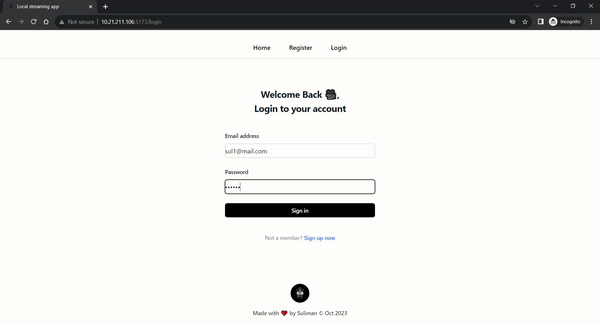 Local streaming app
Not secure 10.21.211.106:5173/login
Incognito
Home Register Login
Welcome Back
,
Login to your account
Email address
sul1@mail.com
Password
••••••
Sign in
Not a member? Sign up now
Made with ❤ by Suliman © Oct 2023